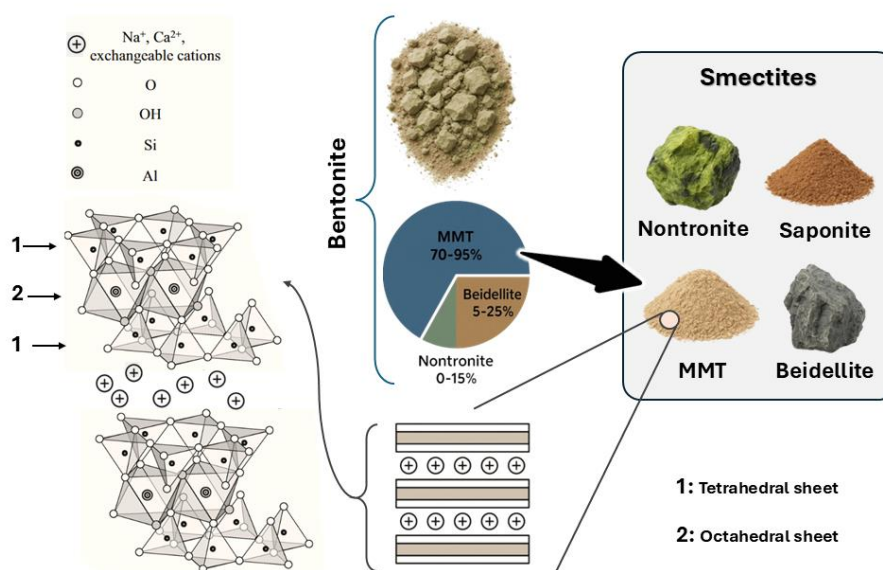 Na⁺, Ca²⁺,
exchangeable cations
O
OH
Si
Al
1
2
1
Bentonite
MMT
70-95%
Beidellite
5-25%
Nontronite
0-15%
Smectites
Nontronite
Saponite
MMT
Beidellite
1: Tetrahedral sheet
2: Octahedral sheet